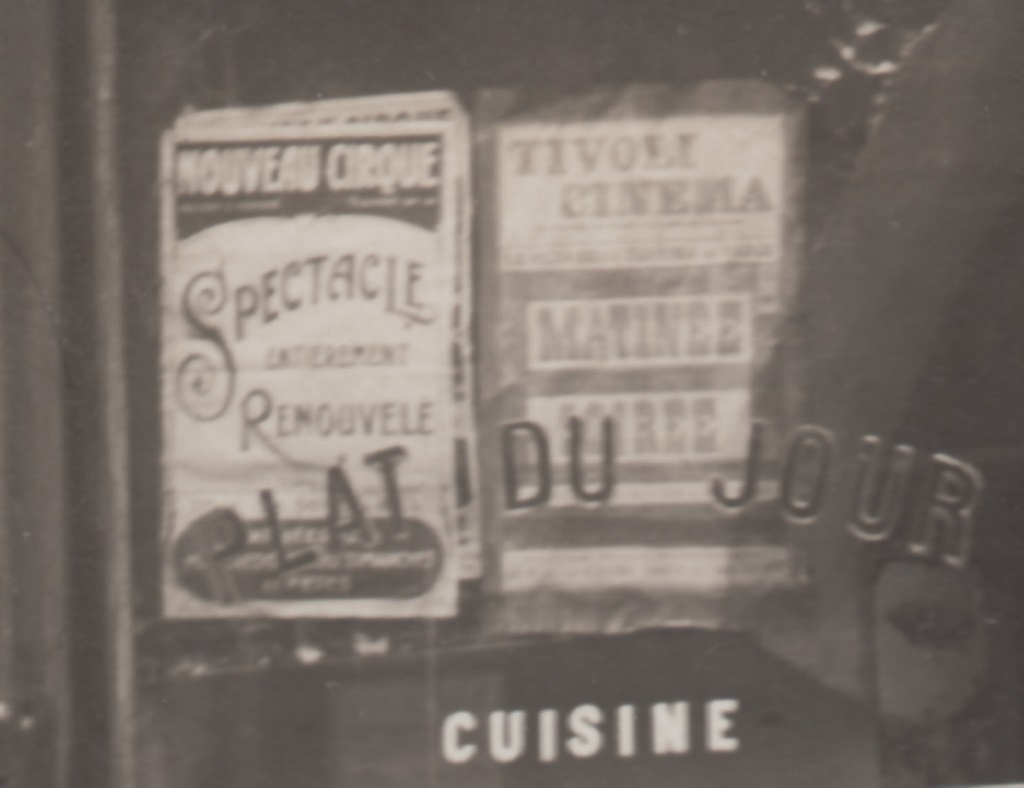 NOUVEAU CIRQUE
SPECTACLE
ENTIEREMENT
RENOUVELE
TIVOLI
CINEMA
MATINEE
SOIREE
PLAT DU JOUR
CUISINE